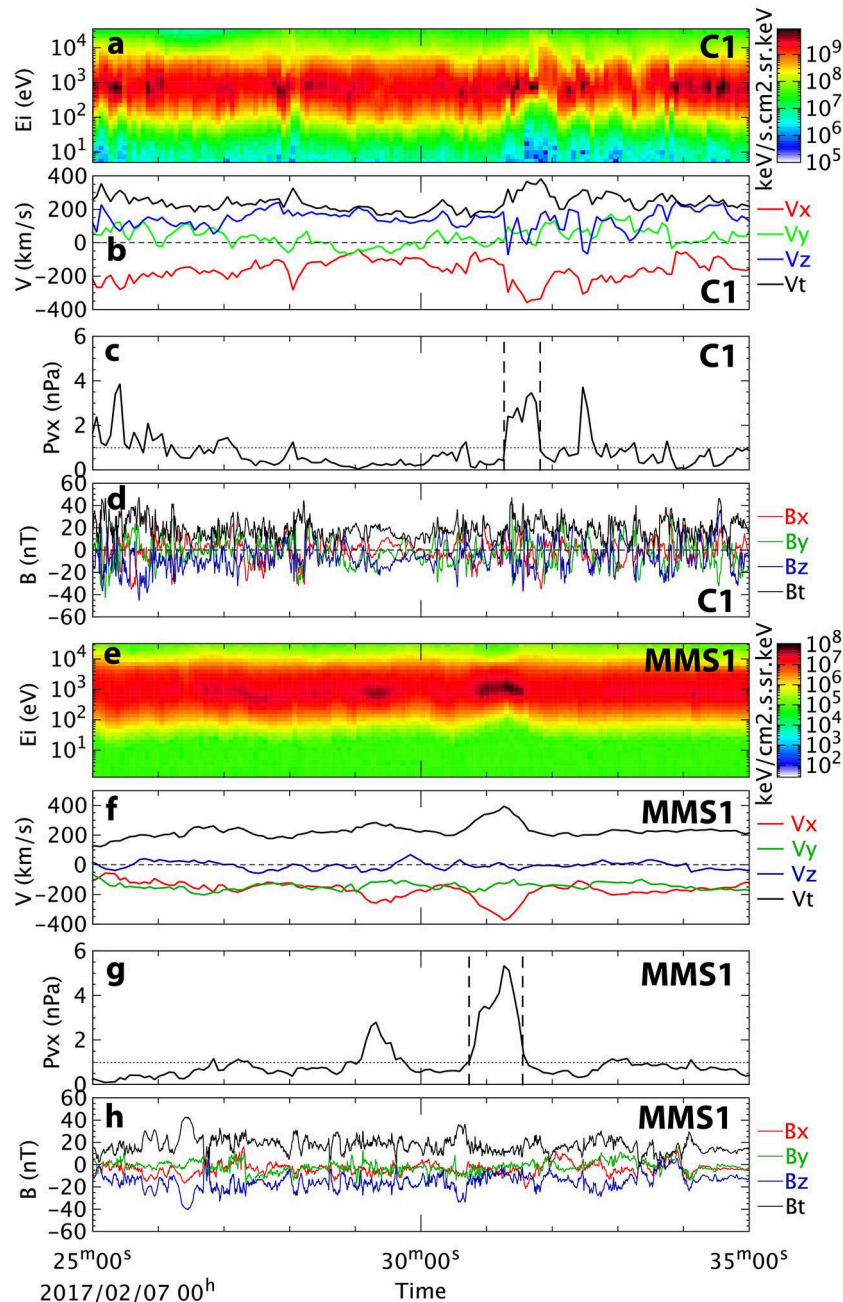 a C1
Ei (eV)
10⁴
10³
10²
10¹
10⁹
10⁸
10⁷
10⁶
10⁵
keV/s.cm2.sr.keV
b C1
V (km/s)
400
200
0
−200
−400
Vx
Vy
Vz
Vt
c C1
Pvx (nPa)
6
4
2
0
d C1
B (nT)
60
40
20
0
−20
−40
−60
Bx
By
Bz
Bt
e MMS1
Ei (eV)
10⁴
10³
10²
10¹
10⁸
10⁷
10⁶
10⁵
10⁴
10³
10²
keV/cm2.s.sr.keV
f MMS1
V (km/s)
400
200
0
−200
−400
Vx
Vy
Vz
Vt
g MMS1
Pvx (nPa)
6
4
2
0
h MMS1
B (nT)
60
40
20
0
−20
−40
−60
Bx
By
Bz
Bt
25ᵐ00ˢ 30ᵐ00ˢ 35ᵐ00ˢ
2017/02/07 00ʰ Time